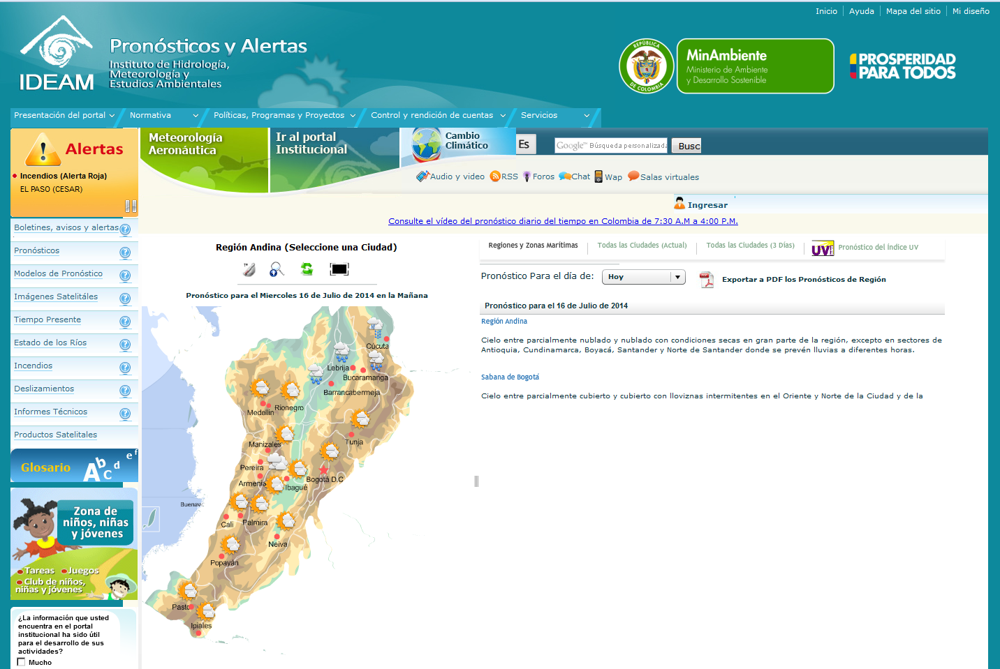 Inicio
Ayuda
Mapa del sitio
Mi diseño
IDEAM
Pronósticos y Alertas
Instituto de Hidrología,
Meteorología y
Estudios Ambientales
REPÚBLICA
DE COLOMBIA
MinAmbiente
Ministerio de Ambiente
y Desarrollo Sostenible
PROSPERIDAD
PARA TODOS
Presentación del portal
Normativa
Políticas, Programas y Proyectos
Control y rendición de cuentas
Servicios
Alertas
Incendios (Alerta Roja)
EL PASO (CESAR)
Meteorología
Aeronáutica
Ir al portal
Institucional
Cambio
Climático
Es
Google™ Búsqueda personalizada
Busc
Audio y video
RSS
Foros
Chat
Wap
Salas virtuales
Ingresar
Consulte el vídeo del pronóstico diario del tiempo en Colombia de 7:30 A.M a 4:00 P.M.
Boletines, avisos y alertas
Pronósticos
Modelos de Pronóstico
Imágenes Satelitáles
Tiempo Presente
Estado de los Ríos
Incendios
Deslizamientos
Informes Técnicos
Productos Satelitales
Glosario
A b c d e f
Zona de
niños, niñas
y jóvenes
Tareas
Juegos
Club de niños,
niñas y jóvenes
¿La información que usted
encuentra en el portal
institucional ha sido útil
para el desarrollo de sus
actividades?
Mucho
Región Andina (Seleccione una Ciudad)
Pronóstico para el Miercoles 16 de Julio de 2014 en la Mañana
Cúcuta
Lebrija
Bucaramanga
Barrancabermeja
Rionegro
Medellín
Tunja
Manizales
Pereira
Bogotá D.C
Armenia
Ibagué
Buenav
Cali
Palmira
Neiva
Popayán
Pasto
Ipiales
Regiones y Zonas Marítimas
Todas las Ciudades (Actual)
Todas las Ciudades (3 Días)
UV
Pronóstico del Índice UV
Pronóstico Para el día de:
Hoy
Exportar a PDF los Pronósticos de Región
Pronóstico para el 16 de Julio de 2014
Región Andina
Cielo entre parcialmente nublado y nublado con condiciones secas en gran parte de la región, excepto en sectores de
Antioquia, Cundinamarca, Boyacá, Santander y Norte de Santander donde se prevén lluvias a diferentes horas.
Sabana de Bogotá
Cielo entre parcialmente cubierto y cubierto con lloviznas intermitentes en el Oriente y Norte de la Ciudad y de la